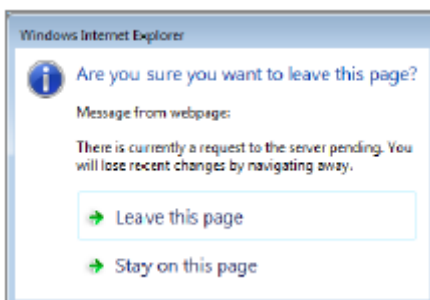 Windows Internet Explorer
Are you sure you want to leave this page?
Message from webpage:
There is currently a request to the server pending. You
will lose recent changes by navigating away.
Leave this page
Stay on this page